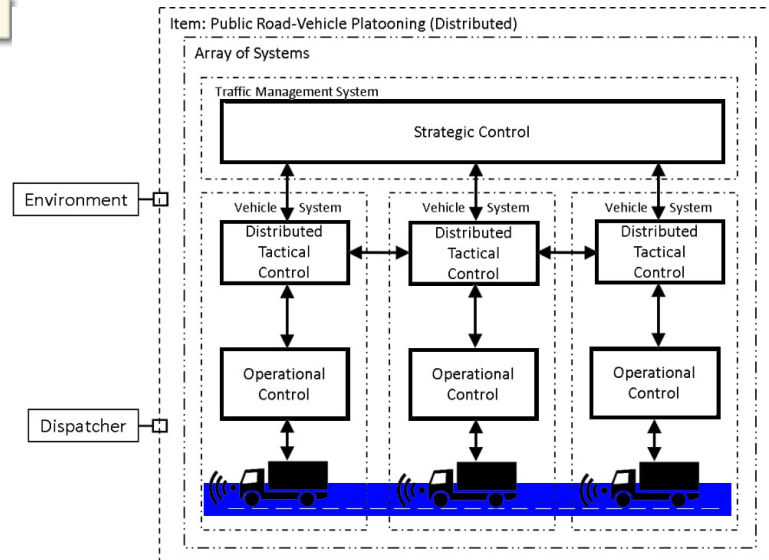 Item: Public Road-Vehicle Platooning (Distributed)
Array of Systems
Traffic Management System
Strategic Control
Environment
Vehicle System
Vehicle System
Vehicle System
Distributed
Tactical
Control
Distributed
Tactical
Control
Distributed
Tactical
Control
Operational
Control
Operational
Control
Operational
Control
Dispatcher